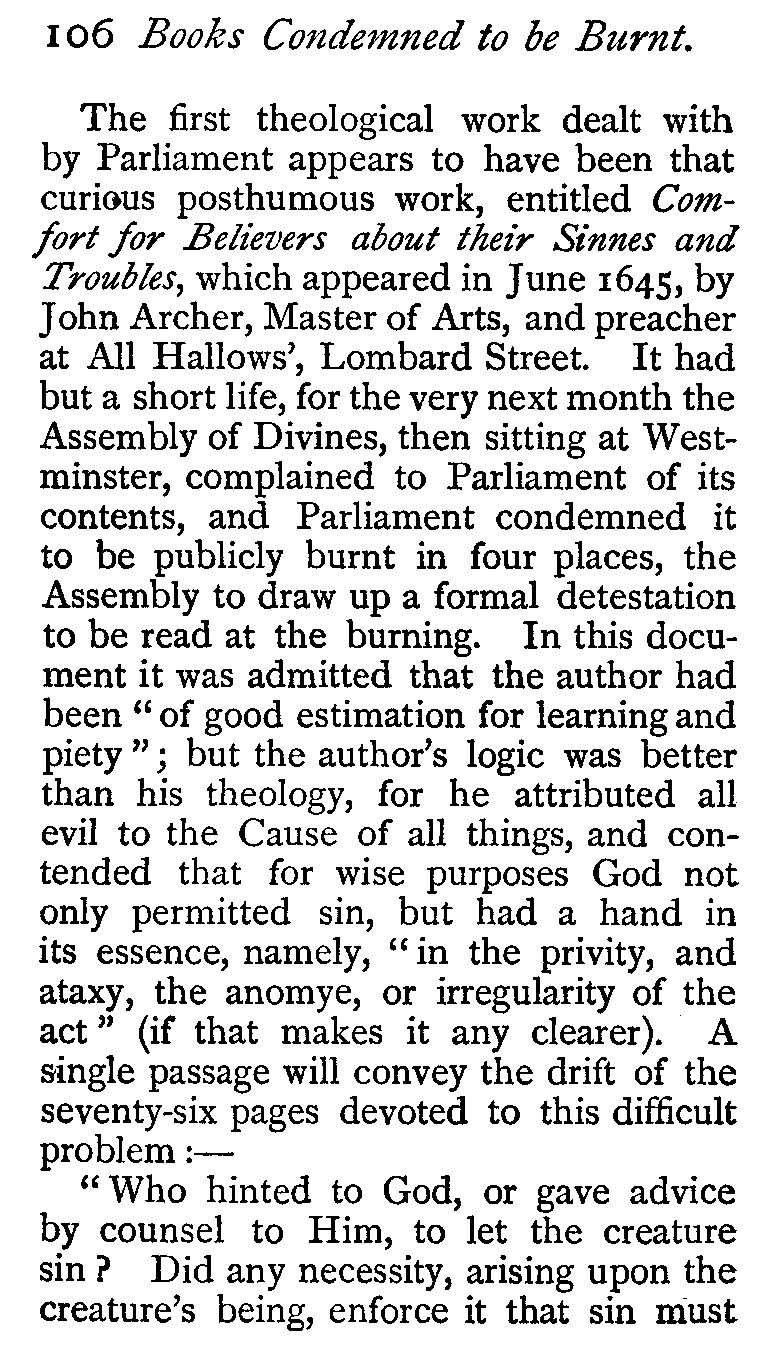 106 Books Condemned to be Burnt.
The first theological work dealt with
by Parliament appears to have been that
curious posthumous work, entitled Com-
fort for Believers about their Sinnes and
Troubles, which appeared in June 1645, by
John Archer, Master of Arts, and preacher
at All Hallows', Lombard Street. It had
but a short life, for the very next month the
Assembly of Divines, then sitting at West-
minster, complained to Parliament of its
contents, and Parliament condemned it
to be publicly burnt in four places, the
Assembly to draw up a formal detestation
to be read at the burning. In this docu-
ment it was admitted that the author had
been “of good estimation for learning and
piety”; but the author's logic was better
than his theology, for he attributed all
evil to the Cause of all things, and con-
tended that for wise purposes God not
only permitted sin, but had a hand in
its essence, namely, “in the privity, and
ataxy, the anomye, or irregularity of the
act” (if that makes it any clearer). A
single passage will convey the drift of the
seventy-six pages devoted to this difficult
problem:—
“Who hinted to God, or gave advice
by counsel to Him, to let the creature
sin? Did any necessity, arising upon the
creature's being, enforce it that sin must